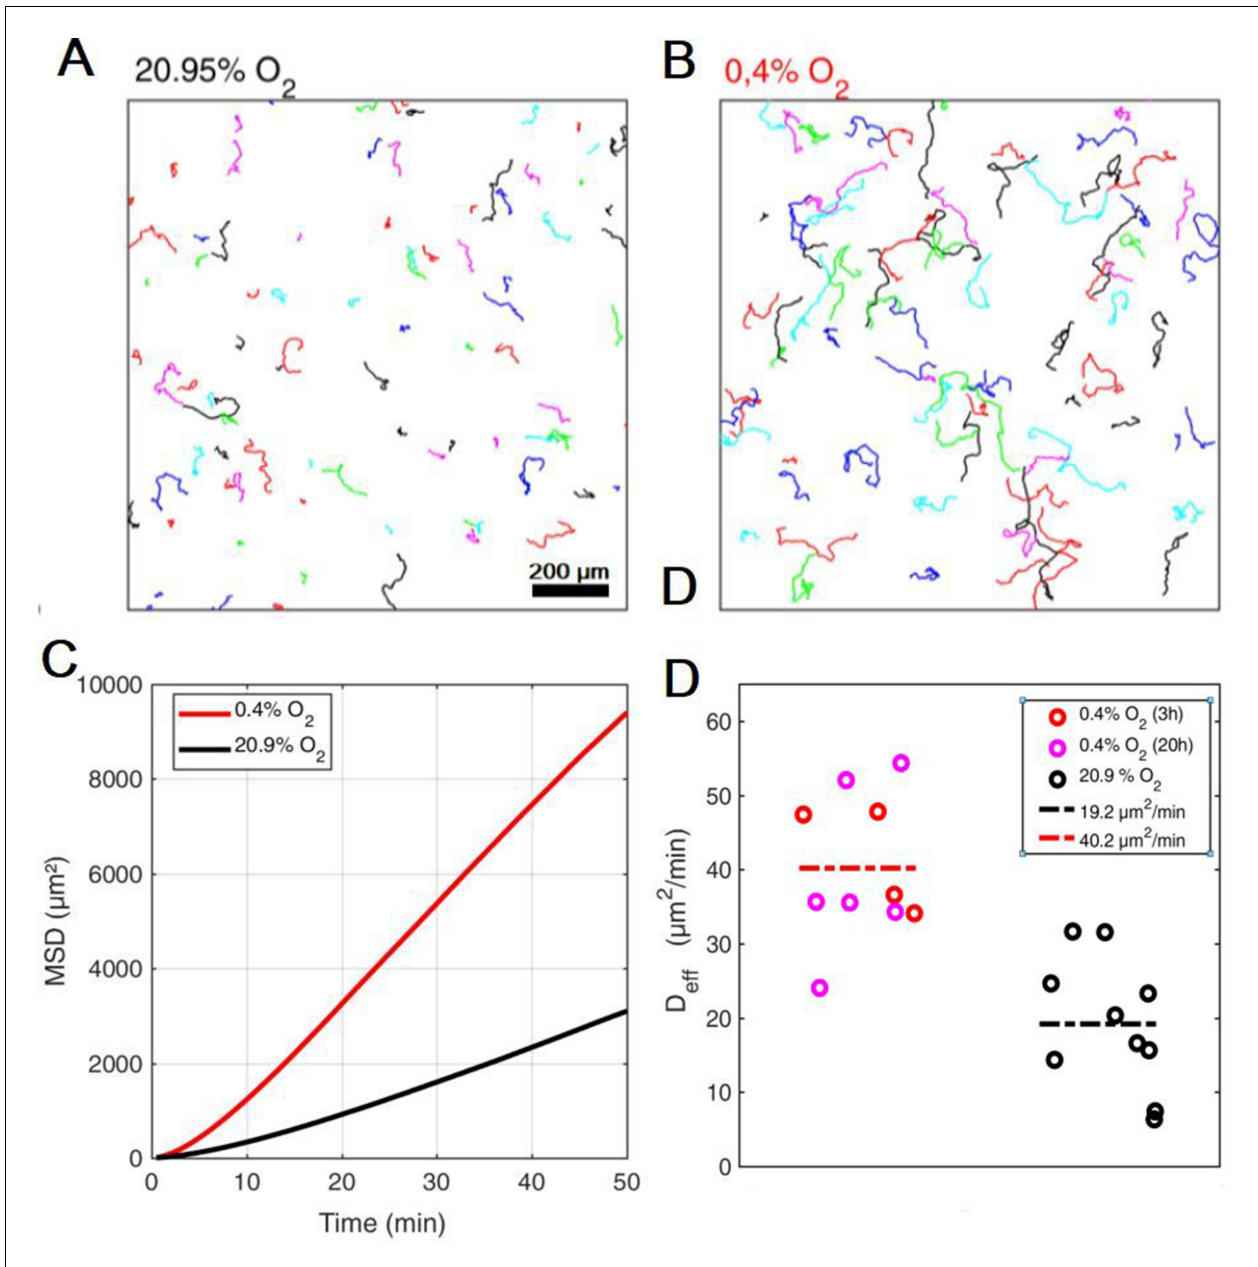 A
20.95% O2
B
0,4% O2
200 µm
D
C
10000
8000
6000
4000
2000
0
MSD (µm²)
0.4% O2
20.9% O2
0
10
20
30
40
50
Time (min)
D
60
50
40
30
20
10
0
Deff (µm²/min)
0.4% O2 (3h)
0.4% O2 (20h)
20.9 % O2
19.2 µm²/min
40.2 µm²/min